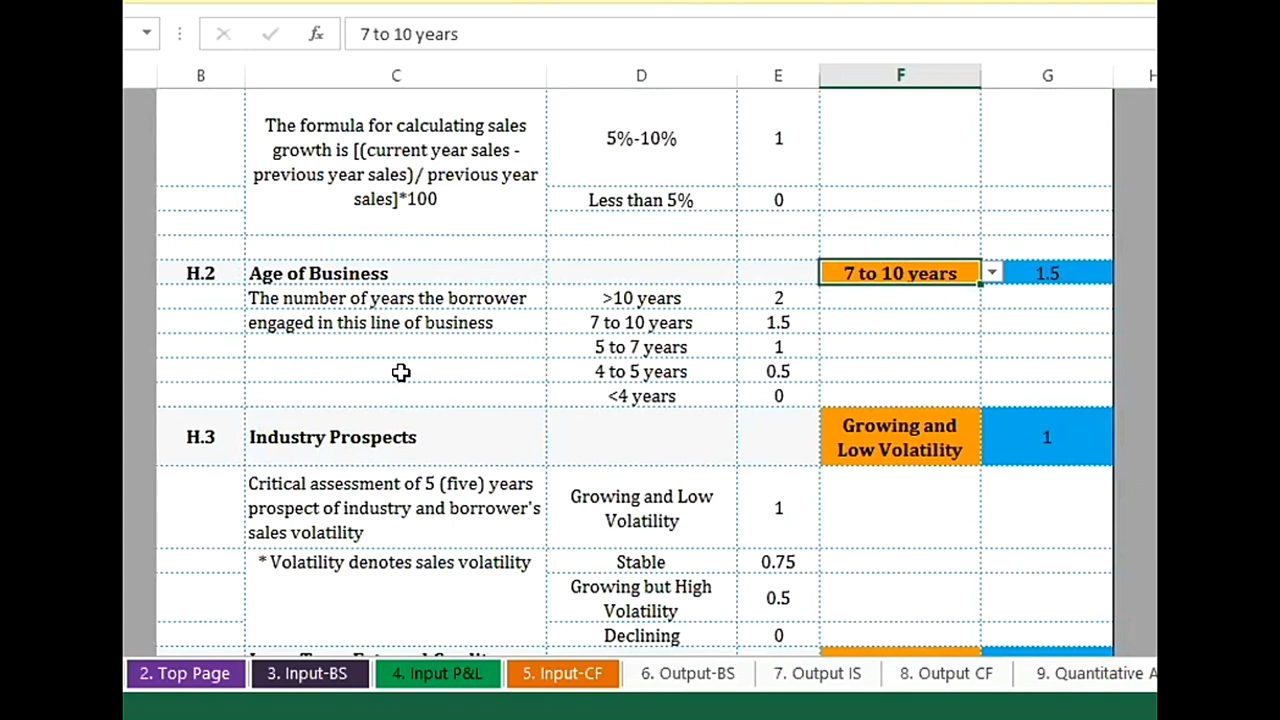 7 to 10 years
B C D E F G H
The formula for calculating sales
growth is [(current year sales -
previous year sales)/ previous year
sales]*100
5%-10% 1
Less than 5% 0
H.2 Age of Business 7 to 10 years 1.5
The number of years the borrower >10 years 2
engaged in this line of business 7 to 10 years 1.5
5 to 7 years 1
4 to 5 years 0.5
<4 years 0
H.3 Industry Prospects Growing and
Low Volatility 1
Critical assessment of 5 (five) years
prospect of industry and borrower's
sales volatility
Growing and Low
Volatility 1
* Volatility denotes sales volatility Stable 0.75
Growing but High
Volatility 0.5
Declining 0
2. Top Page 3. Input-BS 4. Input P&L 5. Input-CF 6. Output-BS 7. Output IS 8. Output CF 9. Quantitative A